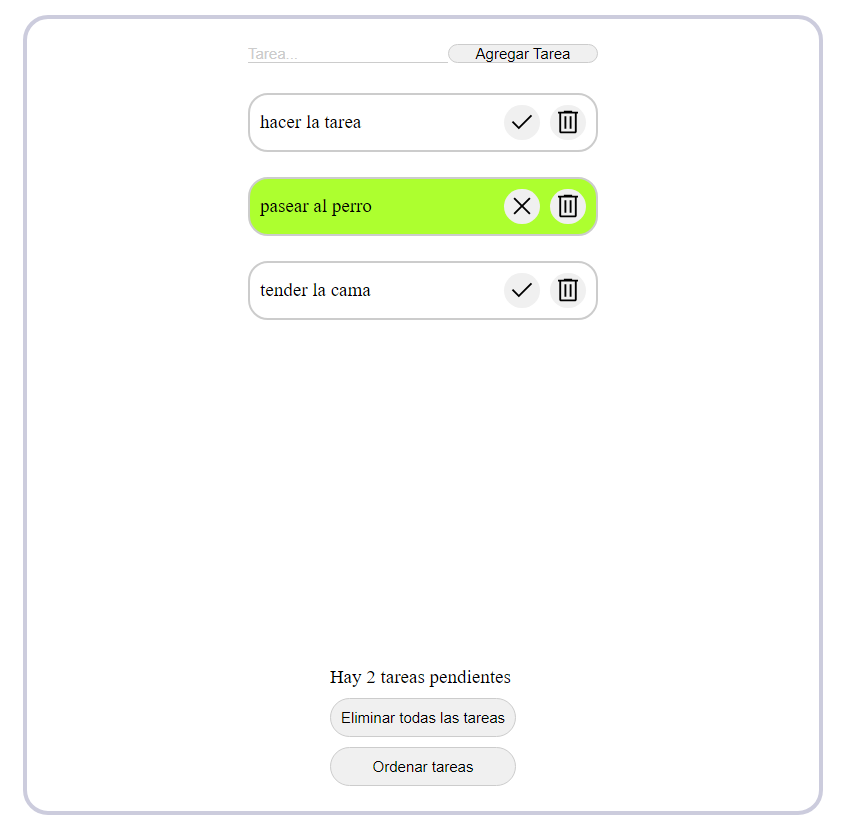 Tarea...
Agregar Tarea
hacer la tarea
pasear al perro
tender la cama
Hay 2 tareas pendientes
Eliminar todas las tareas
Ordenar tareas